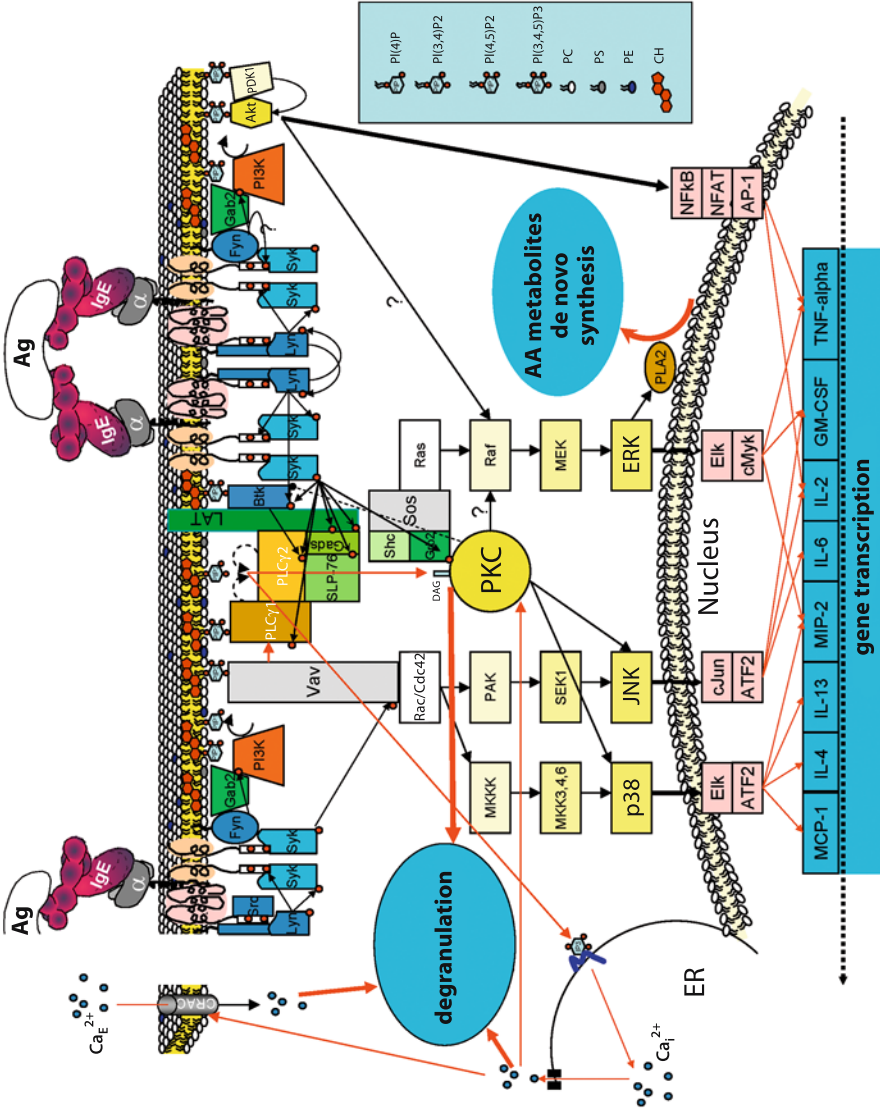 Ag
Ag
IgE
α
IgE
α
IgE
α
Ca E 2+
CRAC
Lyn
Src
Syk
Syk
Fyn
Gab2
PI3K
PIP
Vav
PLCγ1
PLCγ2
SLP-76
Gads
LAT
Btk
Syk
Syk
Lyn
Lyn
Syk
Syk
Fyn
?
Gab2
PI3K
Akt
PDK1
PI(4)P
PI(3,4)P2
PI(4,5)P2
PI(3,4,5)P3
PC
PS
PE
CH
Rac/Cdc42
DAG
Shc
Grb2
Sos
Ras
?
degranulation
MKKK
PAK
PKC
?
Raf
MKK3,4,6
SEK1
MEK
p38
JNK
ERK
PLA2
AA metabolites
de novo
synthesis
IP3
ER
Ca i 2+
Nucleus
Elk
ATF2
cJun
ATF2
Elk
cMyk
NFkB
NFAT
AP-1
MCP-1
IL-4
IL-13
MIP-2
IL-6
IL-2
GM-CSF
TNF-alpha
gene transcription